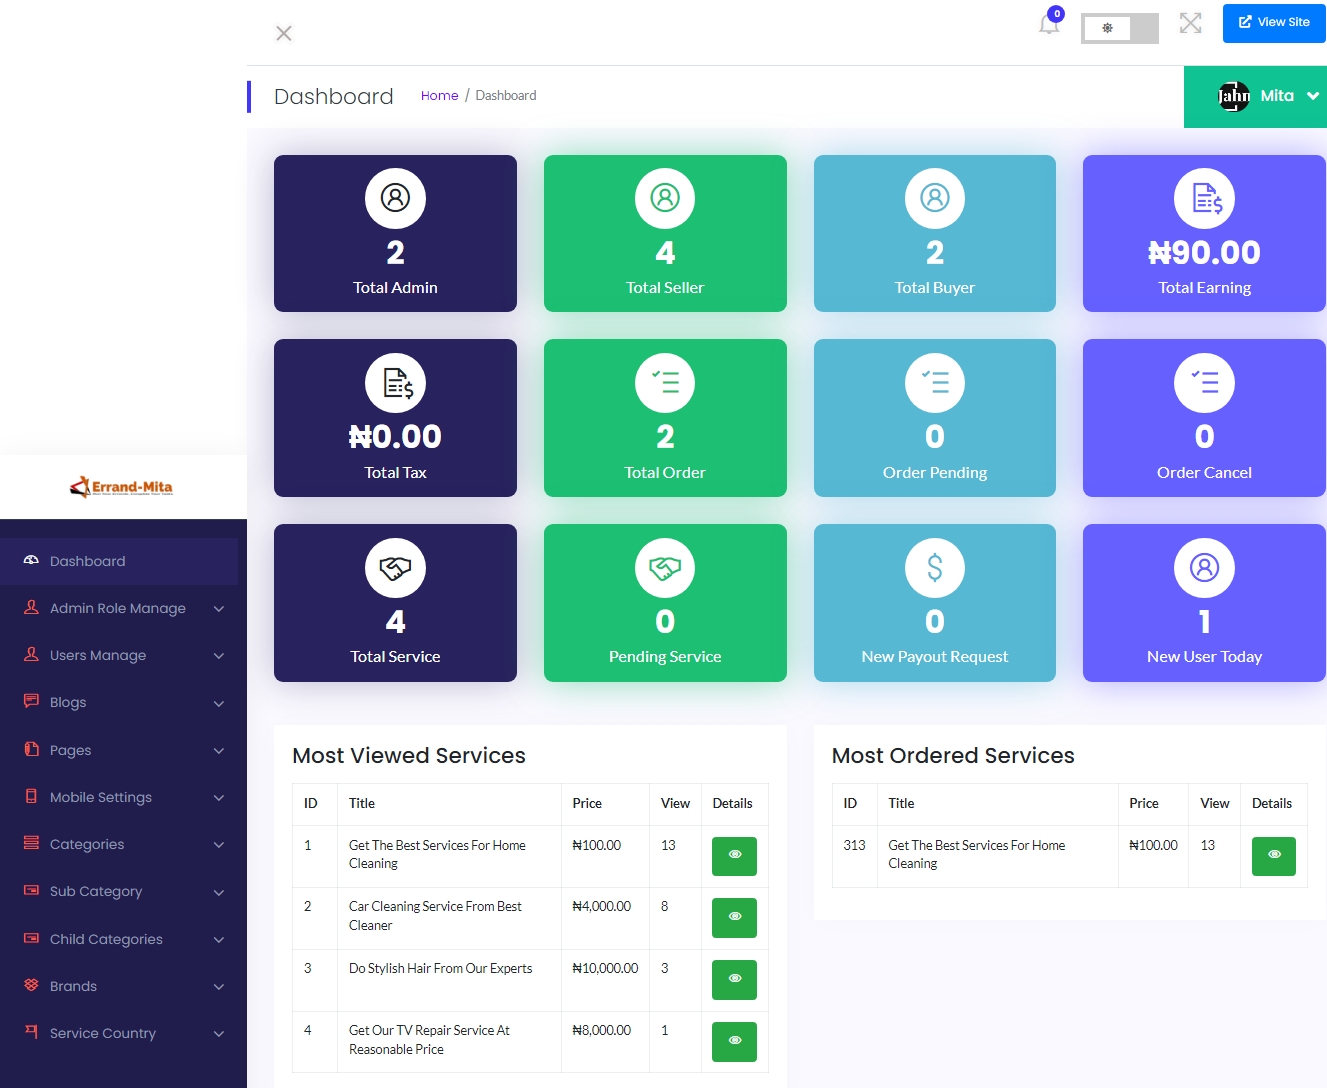 0
View Site
Dashboard
Home / Dashboard
Jahn
Mita
2
Total Admin
4
Total Seller
2
Total Buyer
₦90.00
Total Earning
₦0.00
Total Tax
2
Total Order
0
Order Pending
0
Order Cancel
4
Total Service
0
Pending Service
0
New Payout Request
1
New User Today
Errand-Mita
Dashboard
Admin Role Manage
Users Manage
Blogs
Pages
Mobile Settings
Categories
Sub Category
Child Categories
Brands
Service Country
Most Viewed Services
ID Title Price View Details
1 Get The Best Services For Home ₦100.00 13
Cleaning
2 Car Cleaning Service From Best ₦4,000.00 8
Cleaner
3 Do Stylish Hair From Our Experts ₦10,000.00 3
4 Get Our TV Repair Service At ₦8,000.00 1
Reasonable Price
Most Ordered Services
ID Title Price View Details
313 Get The Best Services For Home ₦100.00 13
Cleaning